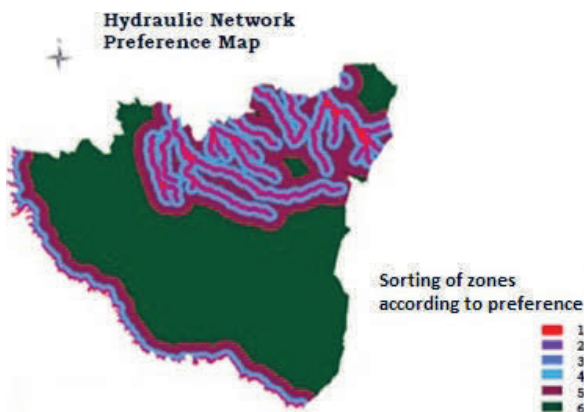 Hydraulic Network
Preference Map
Sorting of zones
according to preference
1
2
3
4
5
6